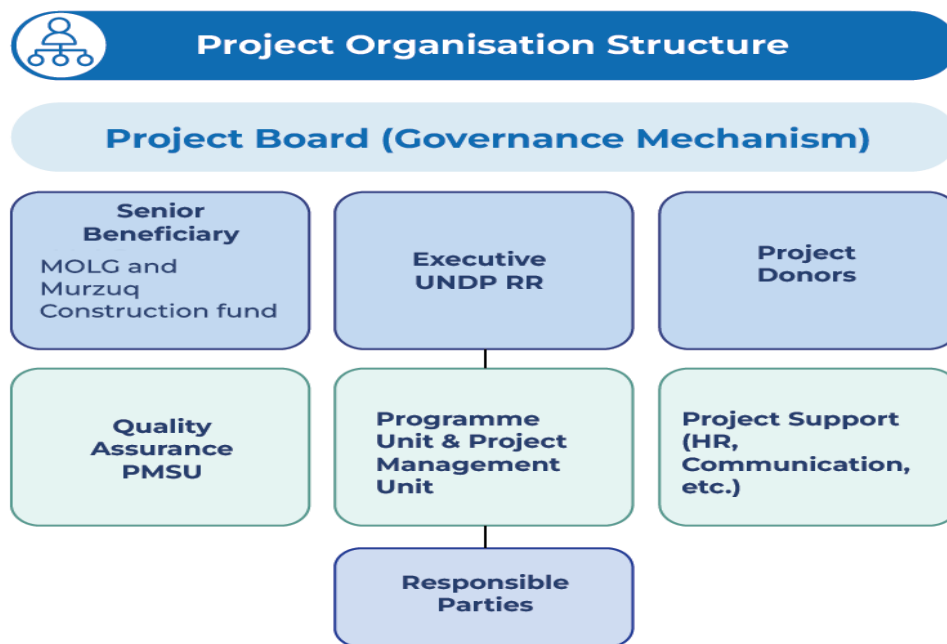 Project Organisation Structure
Project Board (Governance Mechanism)
Senior
Beneficiary
MOLG and
Murzuq
Construction fund
Executive
UNDP RR
Project
Donors
Quality
Assurance
PMSU
Programme
Unit & Project
Management
Unit
Project Support
(HR,
Communication,
etc.)
Responsible
Parties